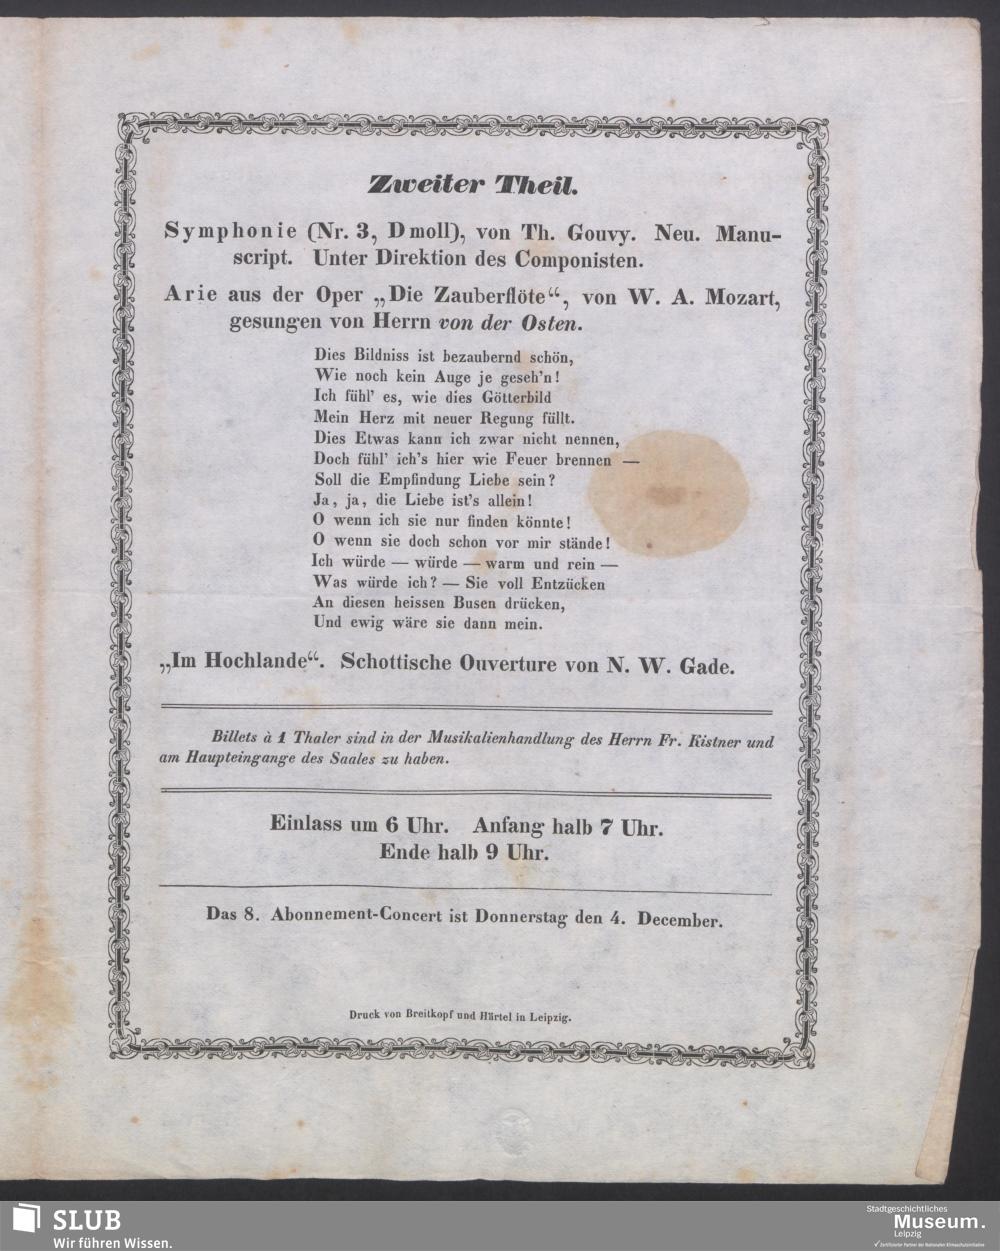 Zweiter Theil.
Symphonie (Nr. 3, Dmoll), von Th. Gouvy. Neu. Manu-
script. Unter Direktion des Componisten.
Arie aus der Oper „Die Zauberflöte“, von W. A. Mozart,
gesungen von Herrn von der Osten.
Dies Bildniss ist bezaubernd schön,
Wie noch kein Auge je geseh'n!
Ich fühl' es, wie dies Götterbild
Mein Herz mit neuer Regung füllt.
Dies Etwas kann ich zwar nicht nennen,
Doch fühl' ich's hier wie Feuer brennen —
Soll die Empfindung Liebe sein?
Ja, ja, die Liebe ist's allein!
O wenn ich sie nur finden könnte!
O wenn sie doch schon vor mir stände!
Ich würde — würde — warm und rein —
Was würde ich? — Sie voll Entzücken
An diesen heissen Busen drücken,
Und ewig wäre sie dann mein.
„Im Hochlande“. Schottische Ouverture von N. W. Gade.
Billets à 1 Thaler sind in der Musikalienhandlung des Herrn Fr. Kistner und
am Haupteingange des Saales zu haben.
Einlass um 6 Uhr. Anfang halb 7 Uhr.
Ende halb 9 Uhr.
Das 8. Abonnement-Concert ist Donnerstag den 4. December.
Druck von Breitkopf und Härtel in Leipzig.
SLUB
Wir führen Wissen.
Stadtgeschichtliches
Museum.
Leipzig
Zertifizierter Partner der Nationalen Klimaschutzinitiative